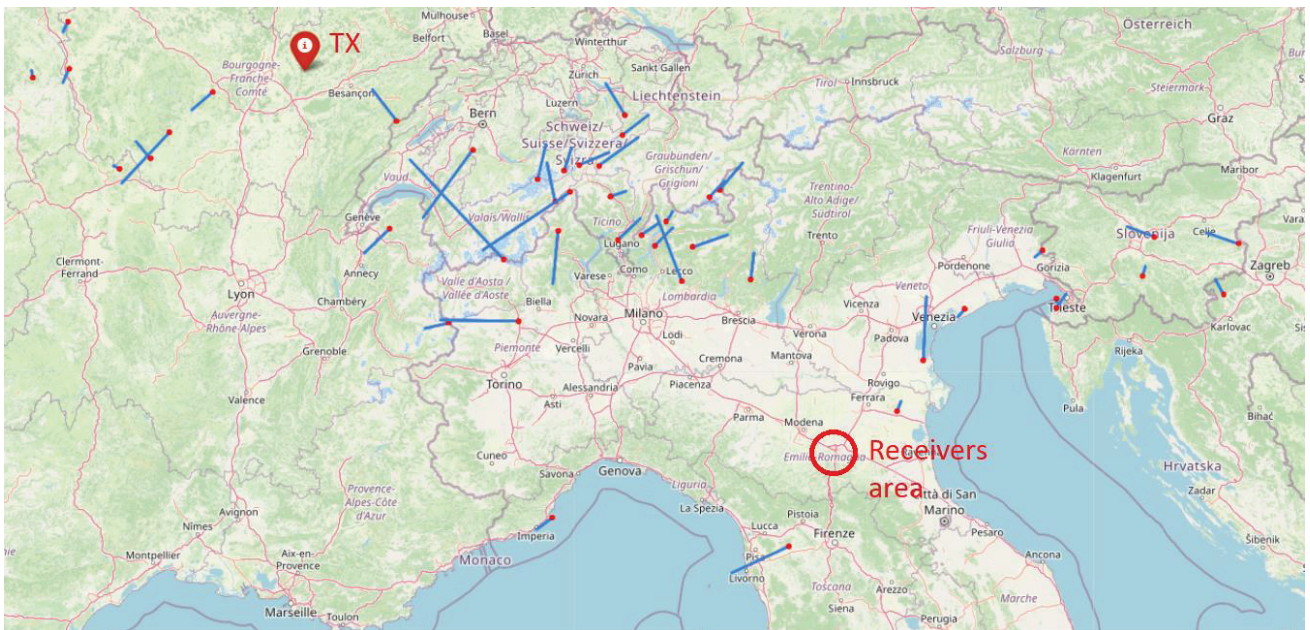 Österreich
Mulhouse
Basel
Belfort
Winterthur
Salzburg
TX
Sankt Gallen
Bourgogne-
Franche-
Comté
Zürich
Tirol
Innsbruck
Steiermark
Besançon
Liechtenstein
Luzern
Bern
Graz
Schweiz/
Suisse/Svizzera/
Svizra
Graubünden/
Grischun/
Grigioni
Kärnten
Klagenfurt
Maribor
Vaud
Trentino-
Alto Adige/
Südtirol
Genève
Valais/Wallis
Ticino
Friuli-Venezia
Giulia
Slovenija
Celje
Trento
Lugano
Annecy
Clermont-
Ferrand
Pordenone
Gorizia
Zagreb
Varese
Como
Lecco
Valle d'Aosta /
Vallée d'Aoste
Lyon
Biella
Lombardia
Veneto
Chambéry
Auvergne-
Rhône-Alpes
Novara
Milano
Vicenza
Venezia
Trieste
Brescia
Verona
Padova
Karlovac
Lodi
Grenoble
Piemonte
Vercelli
Rijeka
Pavia
Cremona
Mantova
Torino
Alessandria
Piacenza
Rovigo
Valence
Asti
Ferrara
Parma
Pula
Bihać
Modena
Receivers
area
Cuneo
Emilia-Romagna
Savona
Genova
Hrvatska
Liguria
Provence-
Alpes-Côte
d'Azur
Zadar
La Spezia
Città di San
Marino
Avignon
Pistoia
Nîmes
Lucca
Firenze
Imperia
Pesaro
Šibenik
Montpellier
Aix-en-
Provence
Monaco
Ancona
Livorno
Arezzo
Toscana
Marche
Marseille
Toulon
Siena
Perugia